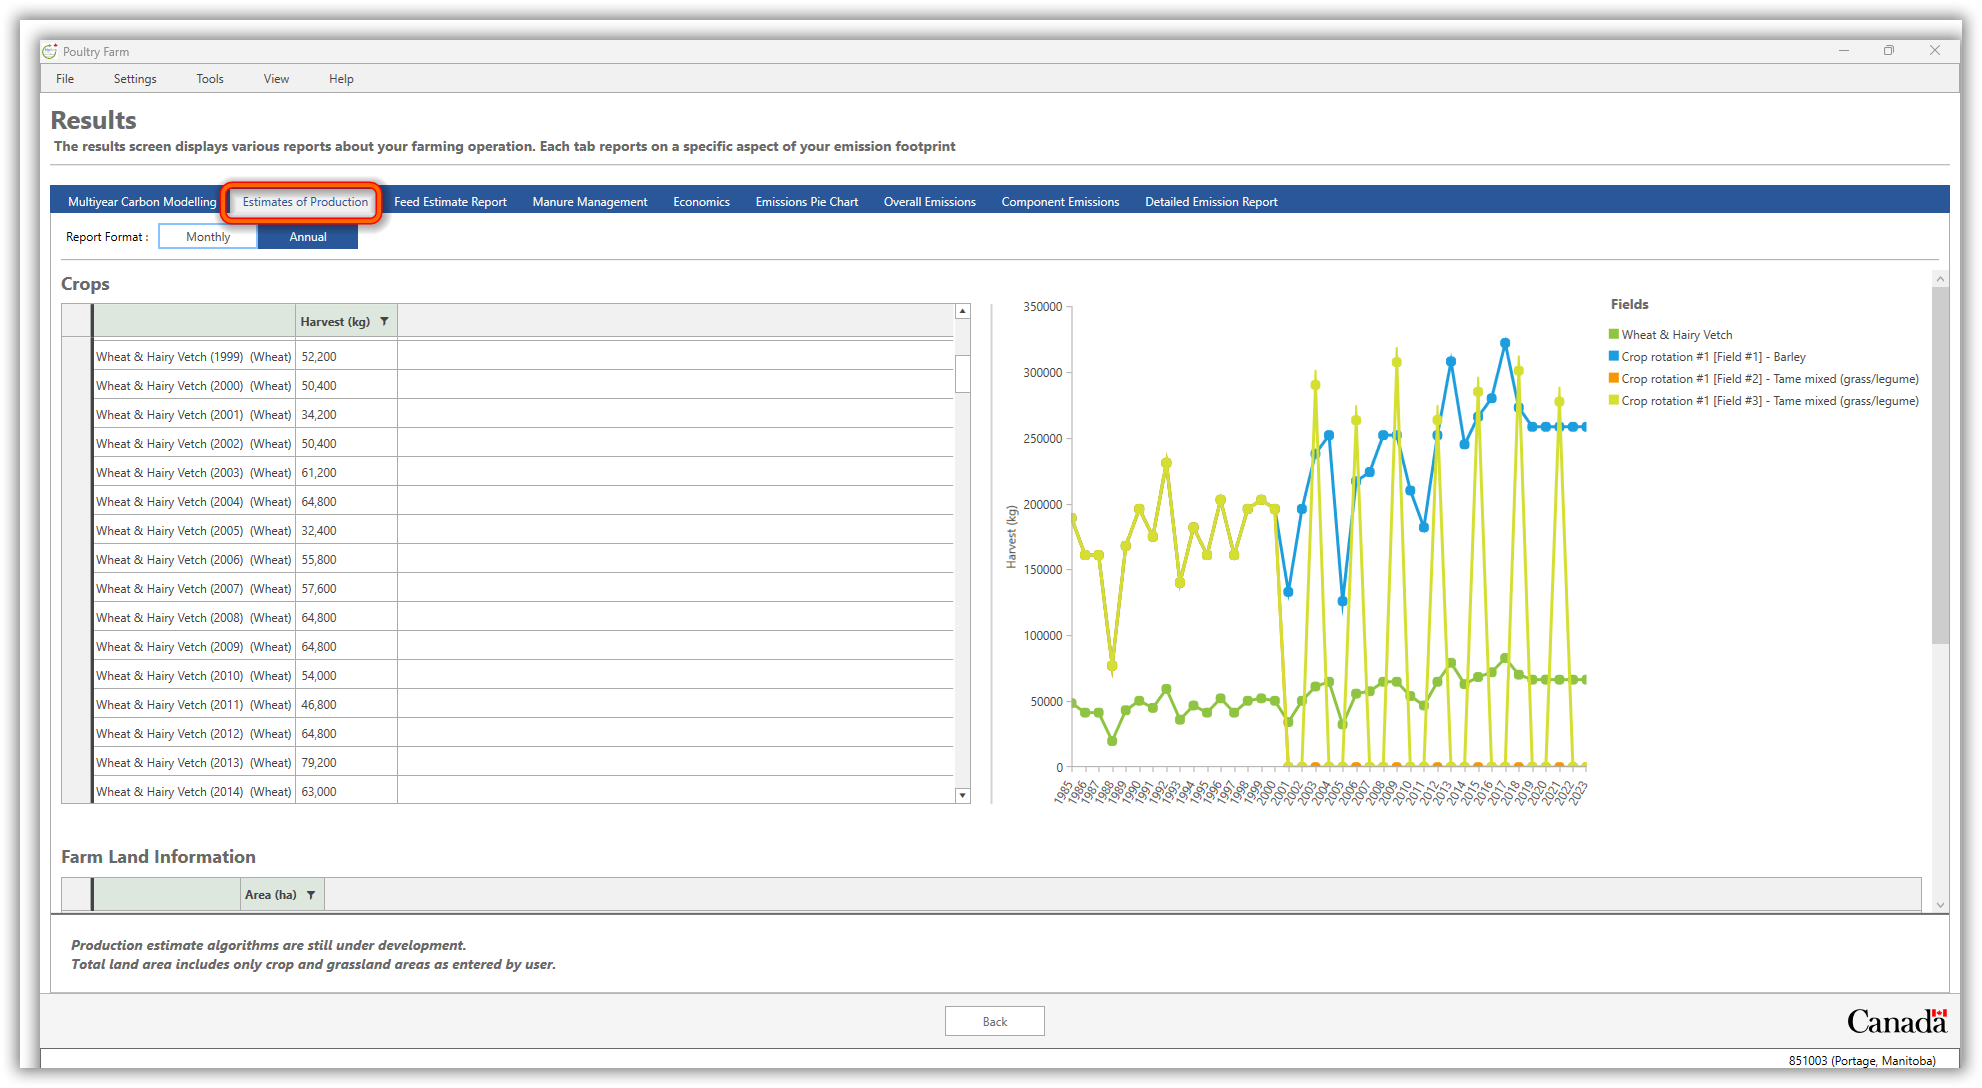 Poultry Farm
File Settings Tools View Help
Results
The results screen displays various reports about your farming operation. Each tab reports on a specific aspect of your emission footprint
Multiyear Carbon Modelling Estimates of Production Feed Estimate Report Manure Management Economics Emissions Pie Chart Overall Emissions Component Emissions Detailed Emission Report
Report Format : Monthly Annual
Crops
Harvest (kg)
Wheat & Hairy Vetch (1999) (Wheat) 52,200
Wheat & Hairy Vetch (2000) (Wheat) 50,400
Wheat & Hairy Vetch (2001) (Wheat) 34,200
Wheat & Hairy Vetch (2002) (Wheat) 50,400
Wheat & Hairy Vetch (2003) (Wheat) 61,200
Wheat & Hairy Vetch (2004) (Wheat) 64,800
Wheat & Hairy Vetch (2005) (Wheat) 32,400
Wheat & Hairy Vetch (2006) (Wheat) 55,800
Wheat & Hairy Vetch (2007) (Wheat) 57,600
Wheat & Hairy Vetch (2008) (Wheat) 64,800
Wheat & Hairy Vetch (2009) (Wheat) 64,800
Wheat & Hairy Vetch (2010) (Wheat) 54,000
Wheat & Hairy Vetch (2011) (Wheat) 46,800
Wheat & Hairy Vetch (2012) (Wheat) 64,800
Wheat & Hairy Vetch (2013) (Wheat) 79,200
Wheat & Hairy Vetch (2014) (Wheat) 63,000
Harvest (kg)
350000
300000
250000
200000
150000
100000
50000
0
1985 1986 1987 1988 1989 1990 1991 1992 1993 1994 1995 1996 1997 1998 1999 2000 2001 2002 2003 2004 2005 2006 2007 2008 2009 2010 2011 2012 2013 2014 2015 2016 2017 2018 2019 2020 2021 2022 2023
Fields
Wheat & Hairy Vetch
Crop rotation #1 [Field #1] - Barley
Crop rotation #1 [Field #2] - Tame mixed (grass/legume)
Crop rotation #1 [Field #3] - Tame mixed (grass/legume)
Farm Land Information
Area (ha)
Production estimate algorithms are still under development.
Total land area includes only crop and grassland areas as entered by user.
Back
Canada
851003 (Portage, Manitoba)